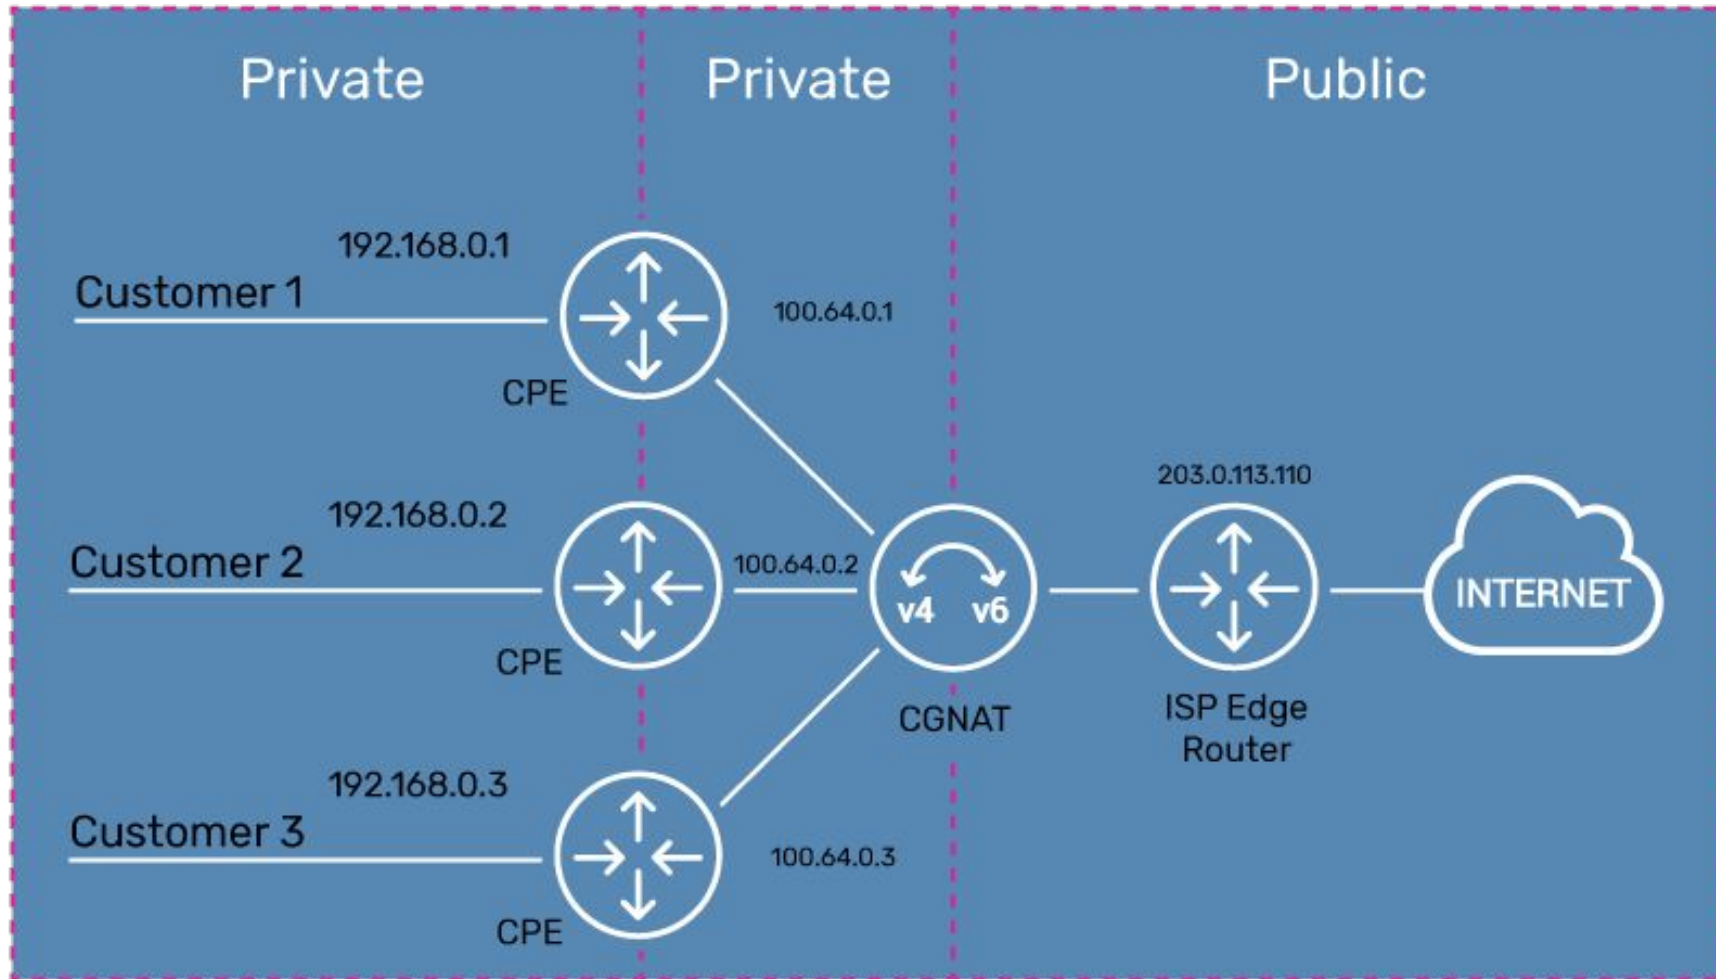 Private
Private
Public
192.168.0.1
Customer 1
100.64.0.1
CPE
203.0.113.110
192.168.0.2
Customer 2
100.64.0.2
v4 v6
INTERNET
CPE
CGNAT
ISP Edge
Router
192.168.0.3
Customer 3
100.64.0.3
CPE